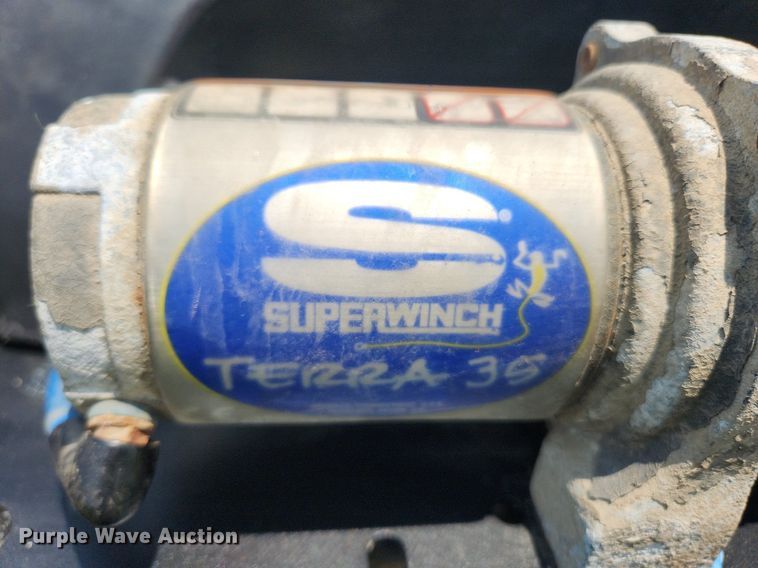 S®
SUPERWINCH
TERRA 35
Purple Wave Auction®